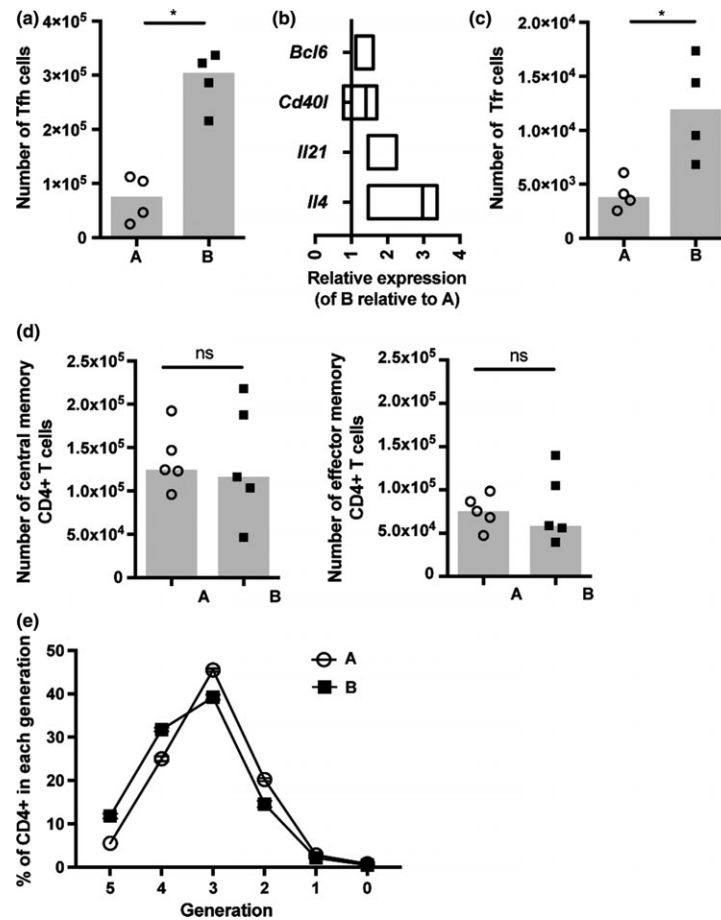 (a)
*
Number of Tfh cells
4×10⁵
3×10⁵
2×10⁵
1×10⁵
0
A
B
(b)
Bcl6
Cd40l
Il21
Il4
0
1
2
3
4
Relative expression
(of B relative to A)
(c)
*
Number of Tfr cells
2.0×10⁴
1.5×10⁴
1.0×10⁴
5.0×10³
0
A
B
(d)
ns
Number of central memory
CD4+ T cells
2.5×10⁵
2.0×10⁵
1.5×10⁵
1.0×10⁵
5.0×10⁴
0
A
B
ns
Number of effector memory
CD4+ T cells
2.5×10⁵
2.0×10⁵
1.5×10⁵
1.0×10⁵
5.0×10⁴
0
A
B
(e)
% of CD4+ in each generation
50
40
30
20
10
0
5
4
3
2
1
0
Generation
A
B